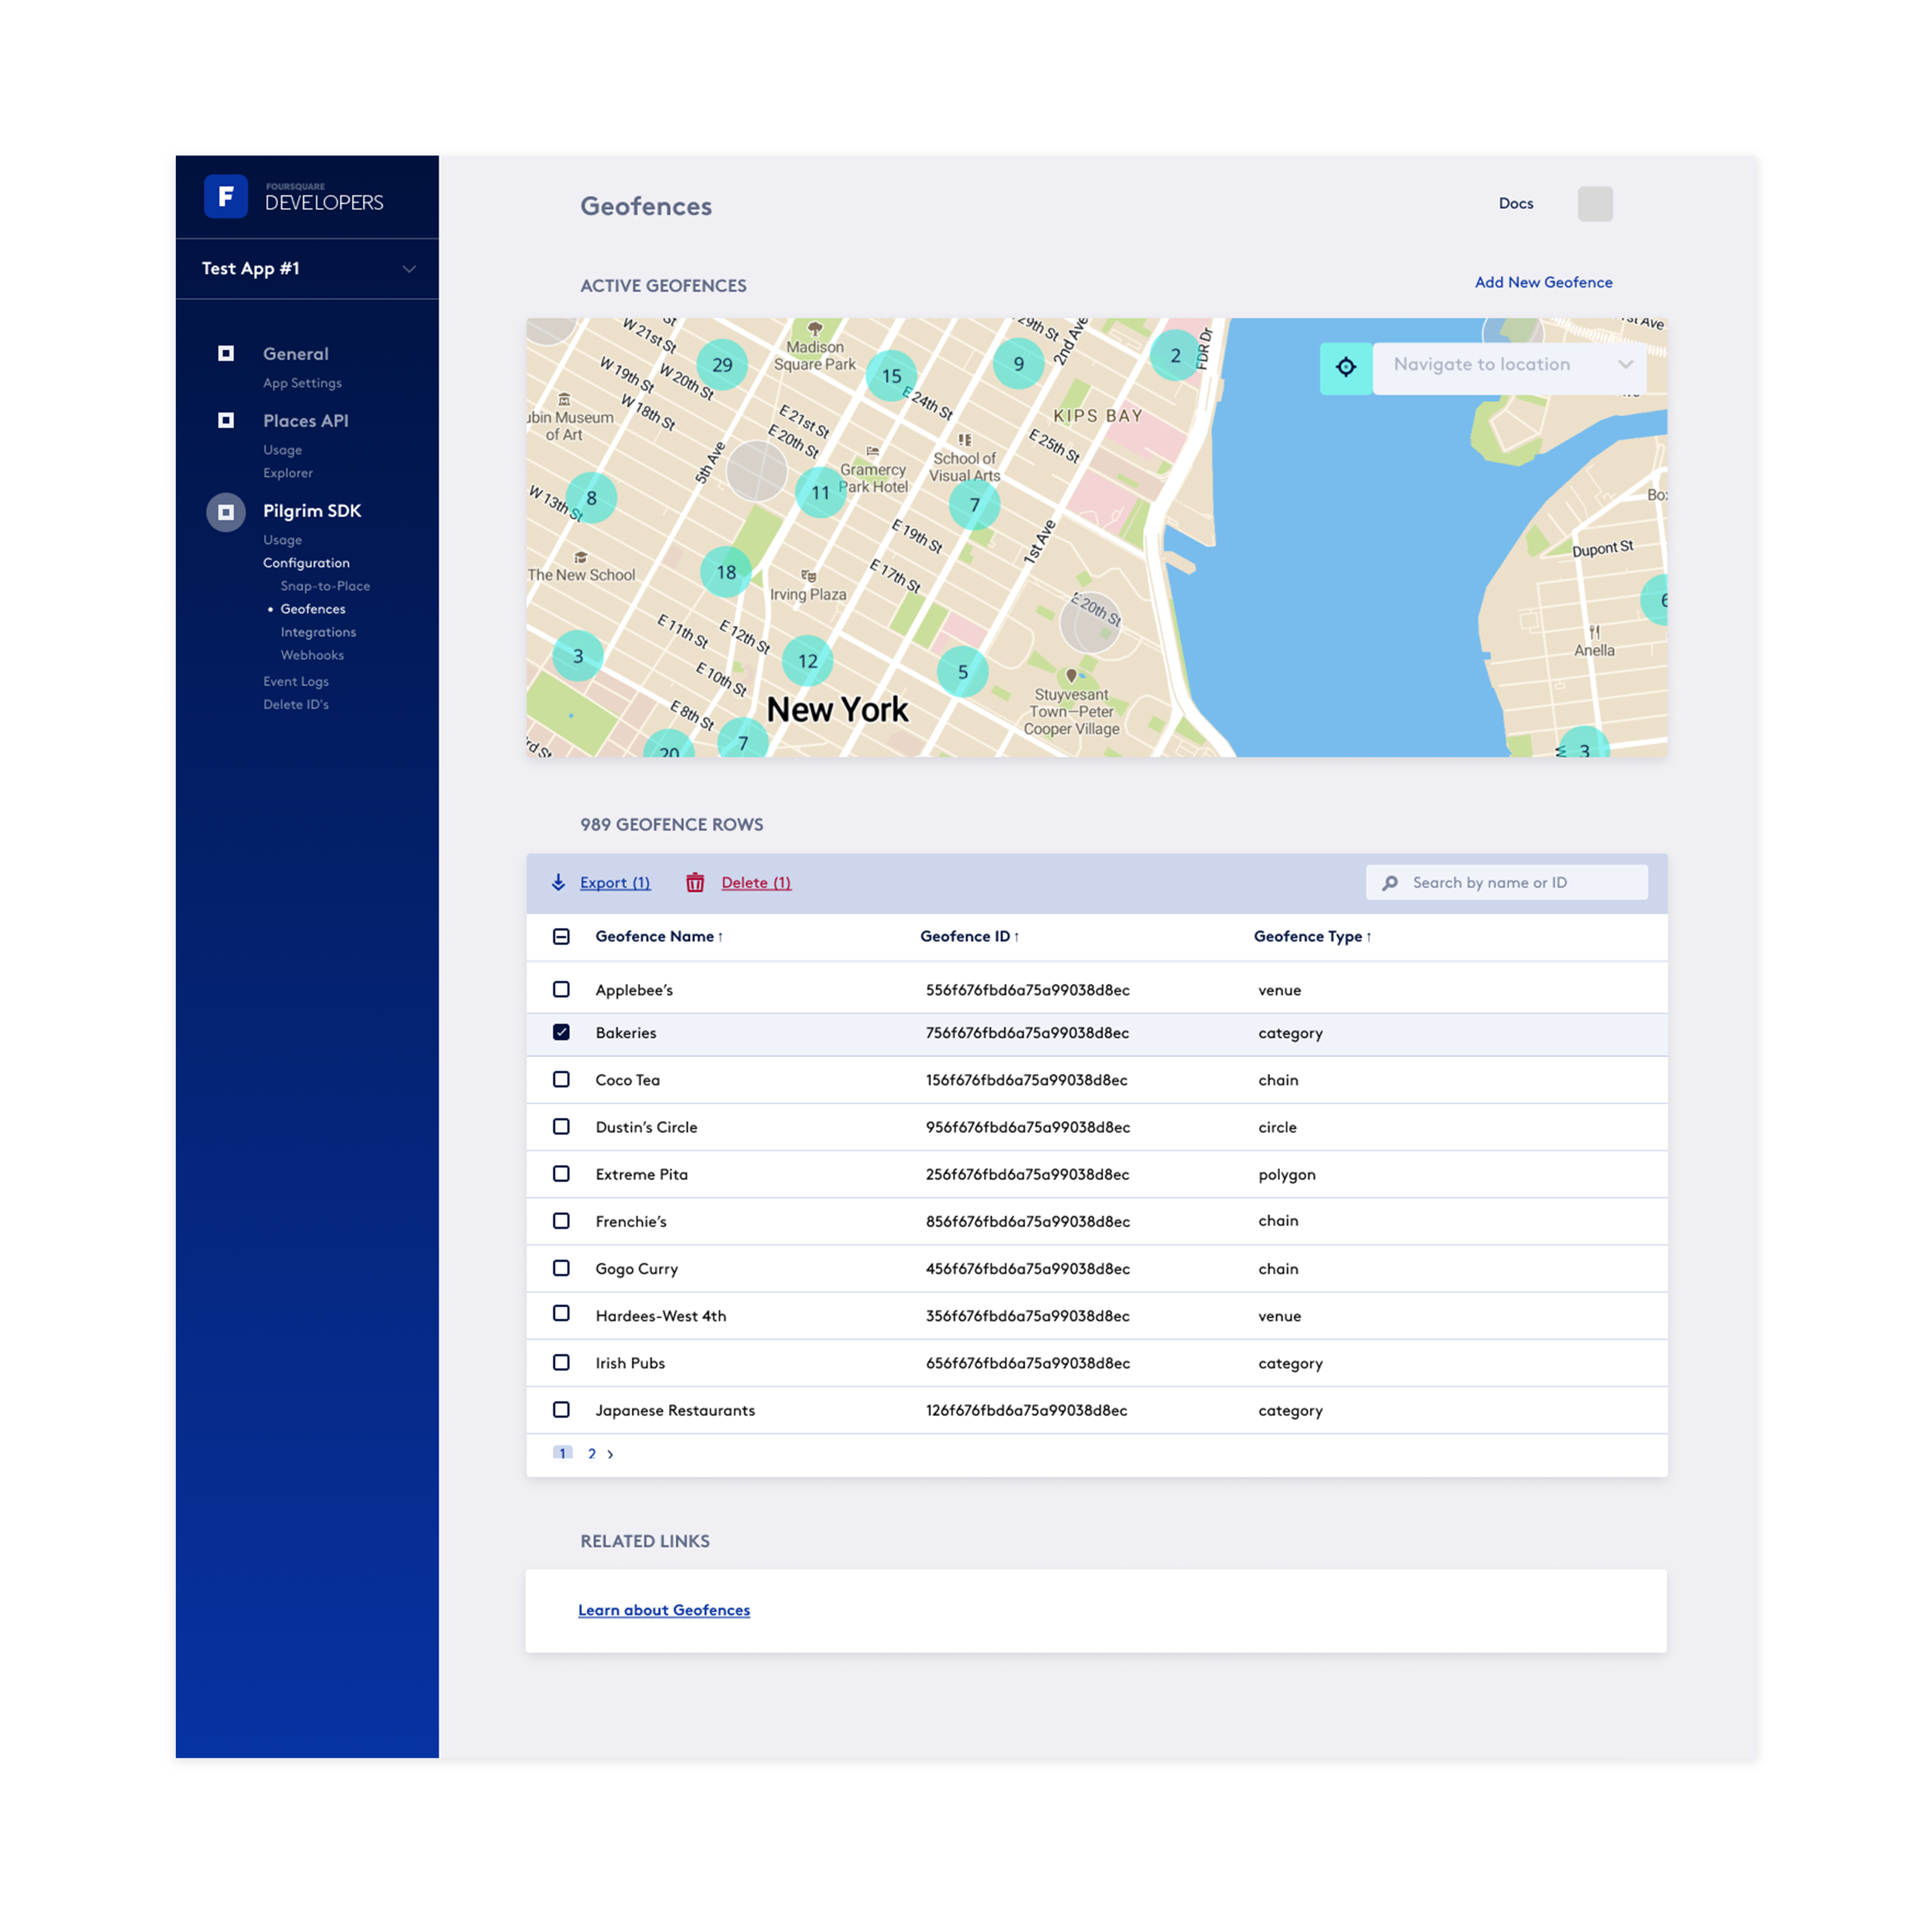 F
FOURSQUARE
DEVELOPERS
Test App #1
General
App Settings
Places API
Usage
Explorer
Pilgrim SDK
Usage
Configuration
Snap-to-Place
• Geofences
Integrations
Webhooks
Event Logs
Delete ID's
Geofences
Docs
ACTIVE GEOFENCES
Add New Geofence
Navigate to location
W 21st St
29
Madison
Square Park
15
29th St
9
2nd Ave
2
FDR Dr
1st Ave
W 19th St
W 20th St
W 18th St
E 24th St
KIPS BAY
ubin Museum
of Art
E 21st St
E 20th St
E 25th St
5th Ave
Gramercy
Park Hotel
School of
Visual Arts
W 13th St
8
11
7
E 19th St
1st Ave
Dupont St
The New School
18
Irving Plaza
E 17th St
E 20th St
6
E 11th St
E 12th St
Anella
3
12
5
E 10th St
Stuyvesant
Town—Peter
Cooper Village
E 8th St
New York
3rd St
20
7
3
989 GEOFENCE ROWS
Export (1) Delete (1) Search by name or ID
Geofence Name ↑ Geofence ID ↑ Geofence Type ↑
Applebee's 556f676fbd6a75a99038d8ec venue
Bakeries 756f676fbd6a75a99038d8ec category
Coco Tea 156f676fbd6a75a99038d8ec chain
Dustin's Circle 956f676fbd6a75a99038d8ec circle
Extreme Pita 256f676fbd6a75a99038d8ec polygon
Frenchie's 856f676fbd6a75a99038d8ec chain
Gogo Curry 456f676fbd6a75a99038d8ec chain
Hardees-West 4th 356f676fbd6a75a99038d8ec venue
Irish Pubs 656f676fbd6a75a99038d8ec category
Japanese Restaurants 126f676fbd6a75a99038d8ec category
1 2 >
RELATED LINKS
Learn about Geofences